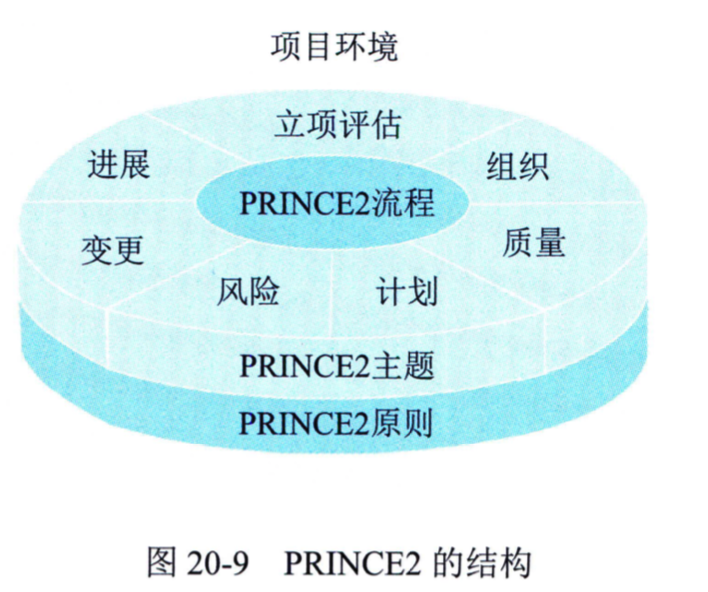 项目环境
立项评估
进展
组织
PRINCE2流程
变更
质量
风险
计划
PRINCE2主题
PRINCE2原则
图 20-9 PRINCE2 的结构